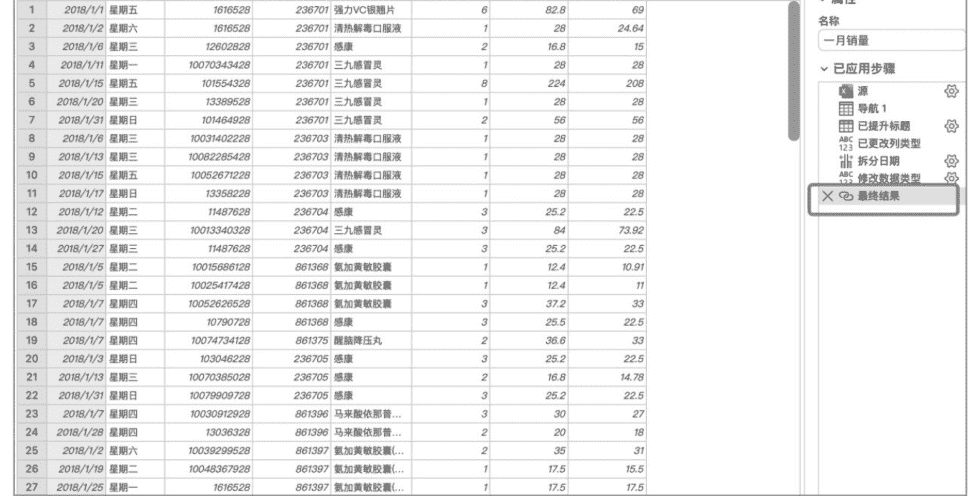 属性
名称
一月销量
已应用步骤
源
导航 1
已提升标题
ABC 123 已更改列类型
拆分日期
ABC 123 修改数据类型
最终结果
1 2018/1/1 星期五 1616528 236701 强力VC银翘片 6 82.8 69
2 2018/1/2 星期六 1616528 236701 清热解毒口服液 1 28 24.64
3 2018/1/6 星期三 12602828 236701 感康 2 16.8 15
4 2018/1/11 星期一 10070343428 236701 三九感冒灵 1 28 28
5 2018/1/15 星期五 101554328 236701 三九感冒灵 8 224 208
6 2018/1/20 星期三 13389528 236701 三九感冒灵 1 28 28
7 2018/1/31 星期日 101464928 236701 三九感冒灵 2 56 56
8 2018/1/6 星期三 10031402228 236703 清热解毒口服液 1 28 28
9 2018/1/13 星期三 10082285428 236703 清热解毒口服液 1 28 28
10 2018/1/15 星期五 10052671228 236703 清热解毒口服液 1 28 28
11 2018/1/17 星期日 13358228 236703 清热解毒口服液 1 28 28
12 2018/1/12 星期二 11487628 236704 感康 3 25.2 22.5
13 2018/1/20 星期三 10013340328 236704 三九感冒灵 3 84 73.92
14 2018/1/27 星期三 11487628 236704 感康 3 25.2 22.5
15 2018/1/5 星期二 10015686128 861368 氨加黄敏胶囊 1 12.4 10.91
16 2018/1/5 星期二 10025417428 861368 氨加黄敏胶囊 1 12.4 11
17 2018/1/7 星期四 10052626528 861368 氨加黄敏胶囊 3 37.2 33
18 2018/1/7 星期四 10790728 861368 感康 3 25.5 22.5
19 2018/1/7 星期四 10074734128 861375 醒脑降压丸 2 36.6 33
20 2018/1/3 星期日 103046228 236705 感康 3 25.2 22.5
21 2018/1/13 星期三 10070385028 236705 感康 2 16.8 14.78
22 2018/1/31 星期日 10079909728 236705 感康 3 25.2 22.5
23 2018/1/7 星期四 10030912928 861396 马来酸依那普... 3 30 27
24 2018/1/28 星期四 13036328 861396 马来酸依那普... 2 20 18
25 2018/1/2 星期六 10039299528 861397 氨加黄敏胶囊(... 2 35 31
26 2018/1/19 星期二 10048367928 861397 氨加黄敏胶囊(... 1 17.5 15.5
27 2018/1/25 星期一 1616528 861397 氨加黄敏胶囊(... 1 17.5 17.5